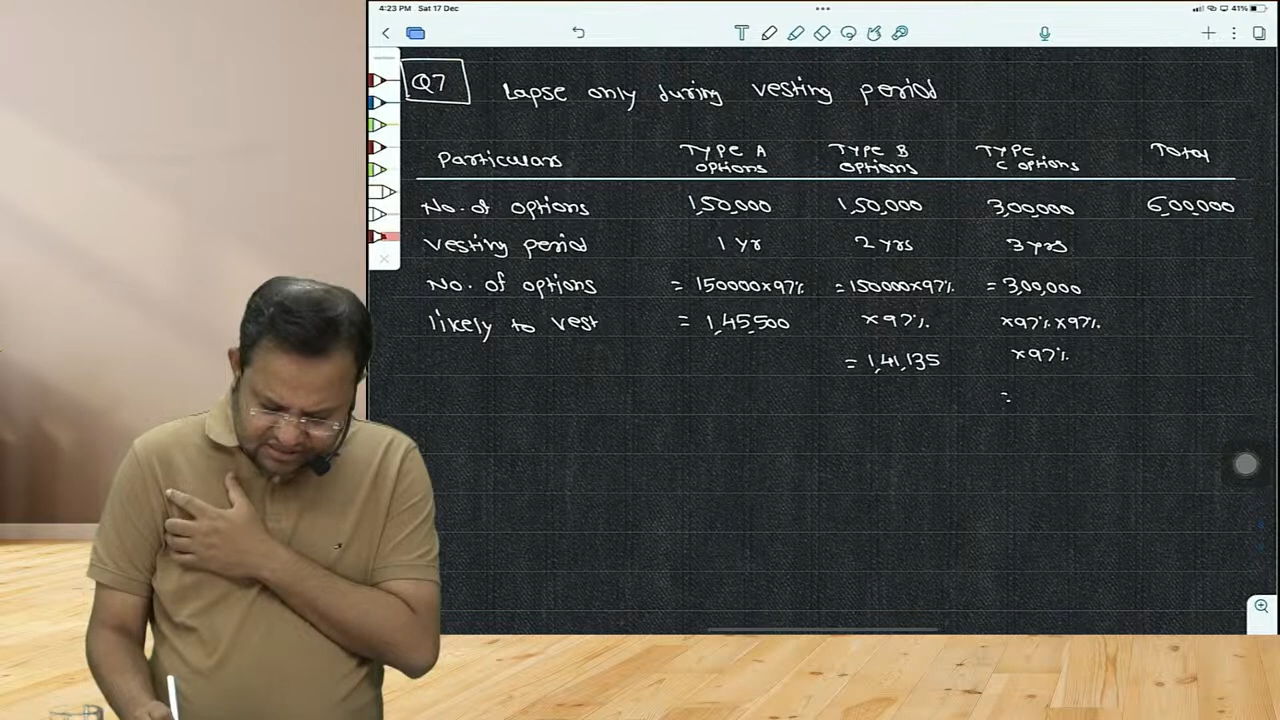 4:23 PM Sat 17 Dec
41%
Q7
Lapse only during vesting period
Particulars TYPE A OPTIONS TYPE B OPTIONS TYPE C OPTIONS Total
No. of options 1,50,000 1,50,000 3,00,000 6,00,000
Vesting period 1 yr 2 yrs 3 yrs
No. of options = 150000×97% = 150000×97% = 3,00,000
likely to vest = 1,45,500 ×97% ×97%×97%
= 1,41,135 ×97%
=